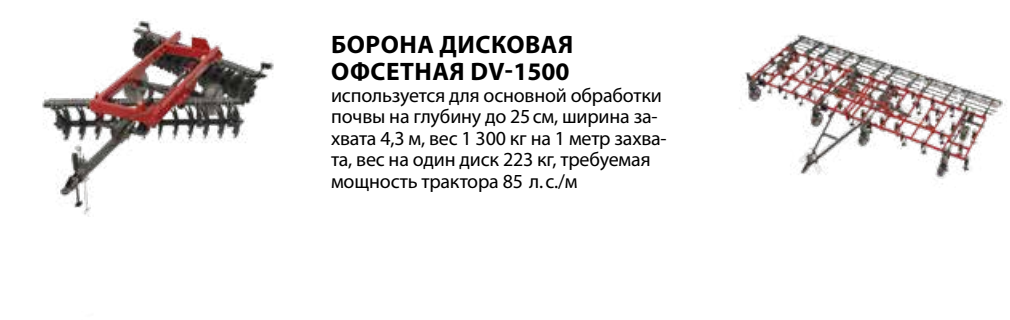 БОРОНА ДИСКОВАЯ
ОФСЕТНАЯ DV-1500
используется для основной обработки
почвы на глубину до 25 см, ширина за-
хвата 4,3 м, вес 1 300 кг на 1 метр захва-
та, вес на один диск 223 кг, требуемая
мощность трактора 85 л. с./м